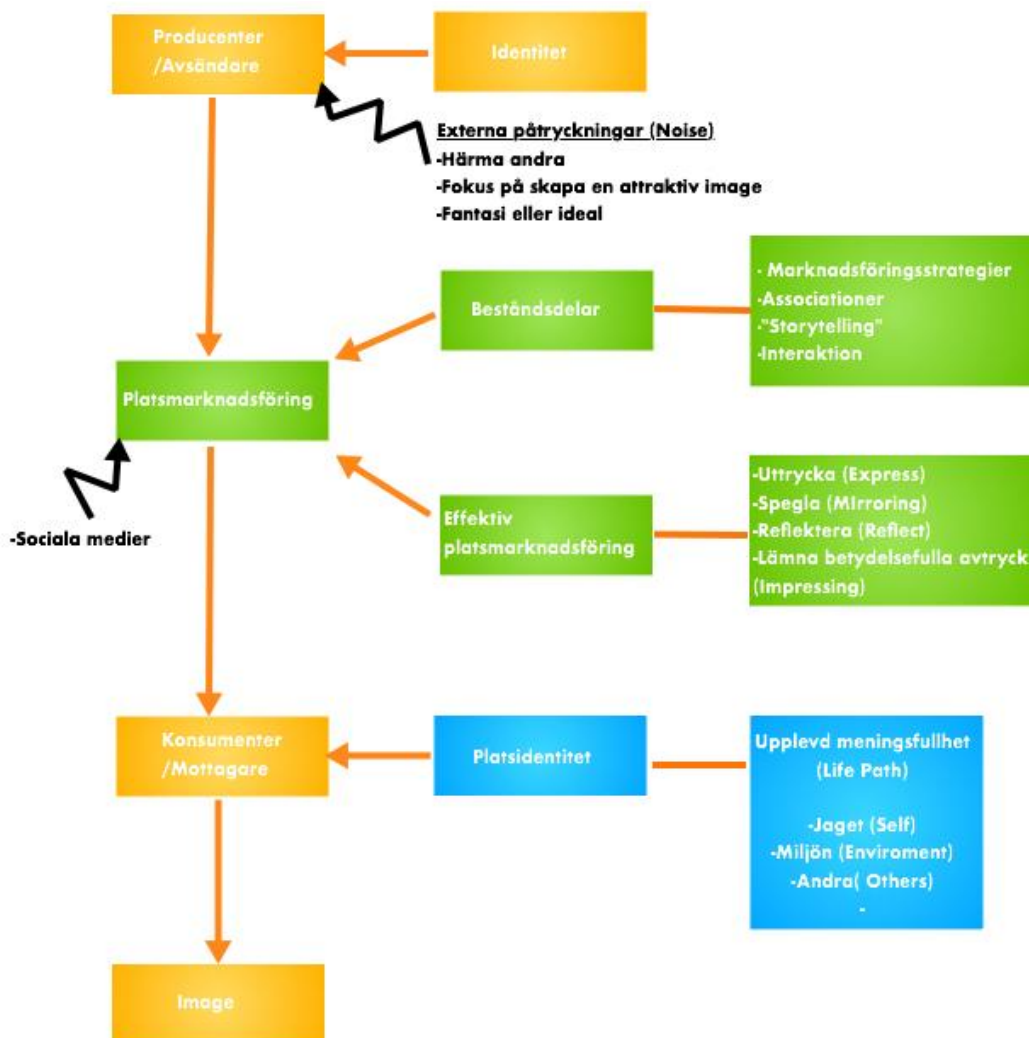 Producenter
/Avsändare
Identitet
Externa påtryckningar (Noise)
-Härma andra
-Fokus på skapa en attraktiv image
-Fantasi eller ideal
Beståndsdelar
- Marknadsföringsstrategier
-Associationer
-"Storytelling"
-Interaktion
Platsmarknadsföring
-Sociala medier
Effektiv
platsmarknadsföring
-Uttrycka (Express)
-Spegla (MIrroring)
-Reflektera (Reflect)
-Lämna betydelsefulla avtryck
(Impressing)
Konsumenter
/Mottagare
Platsidentitet
Upplevd meningsfullhet
(Life Path)
-Jaget (Self)
-Miljön (Enviroment)
-Andra( Others)
-
Image